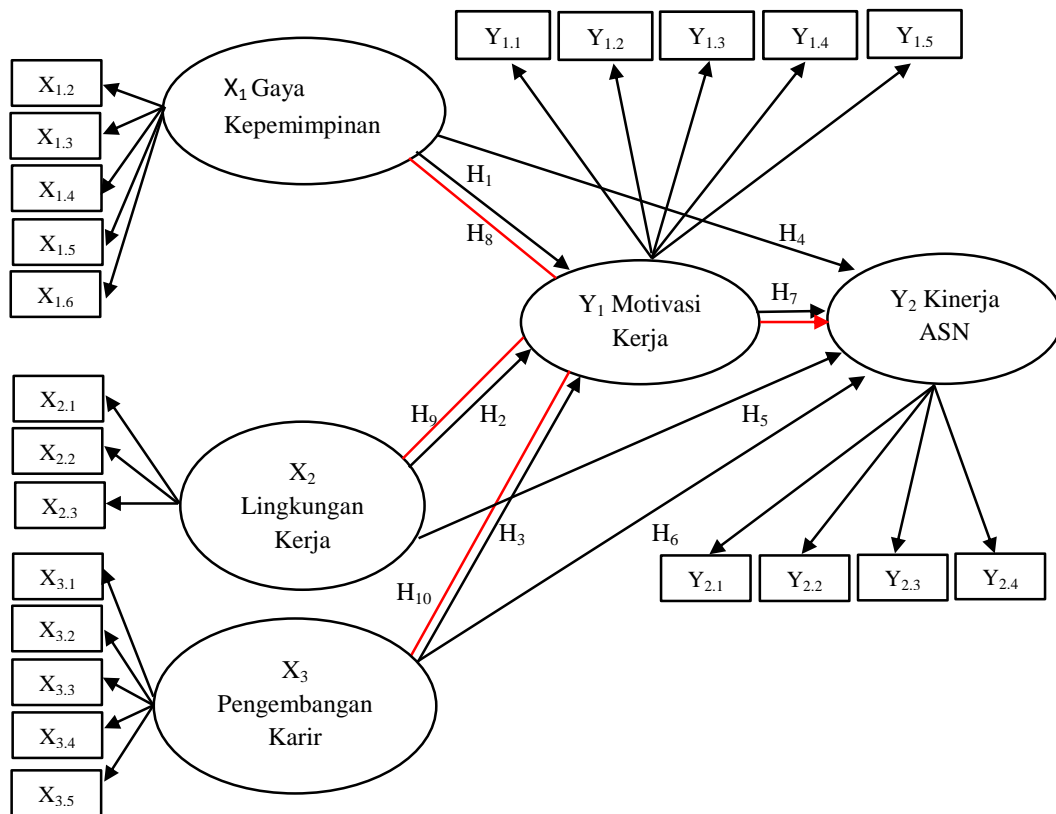 Y1.1
Y1.2
Y1.3
Y1.4
Y1.5
X1.2
X1.3
X1.4
X1.5
X1.6
X1 Gaya
Kepemimpinan
H1
H8
H4
Y1 Motivasi
Kerja
H7
Y2 Kinerja
ASN
X2.1
X2.2
X2.3
X2
Lingkungan
Kerja
H9
H2
H5
H3
H10
H6
Y2.1
Y2.2
Y2.3
Y2.4
X3.1
X3.2
X3.3
X3.4
X3.5
X3
Pengembangan
Karir